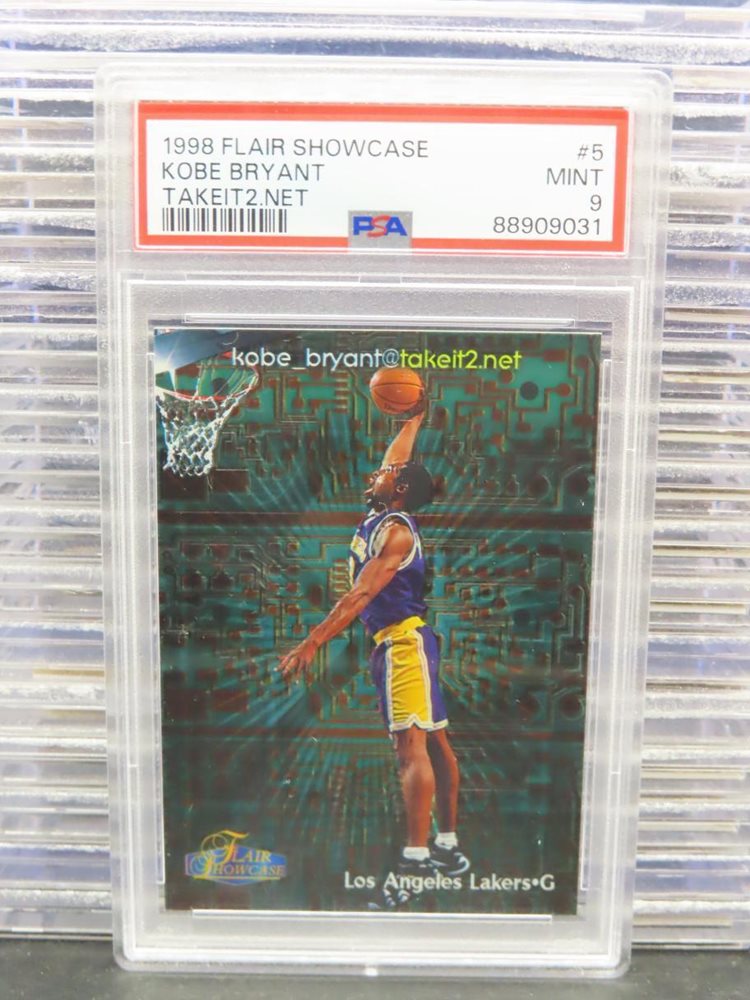 1998 FLAIR SHOWCASE #5
KOBE BRYANT MINT
TAKEIT2.NET 9
PSA 88909031
kobe_bryant@takeit2.net
FLAIR
SHOWCASE
Los Angeles Lakers•G